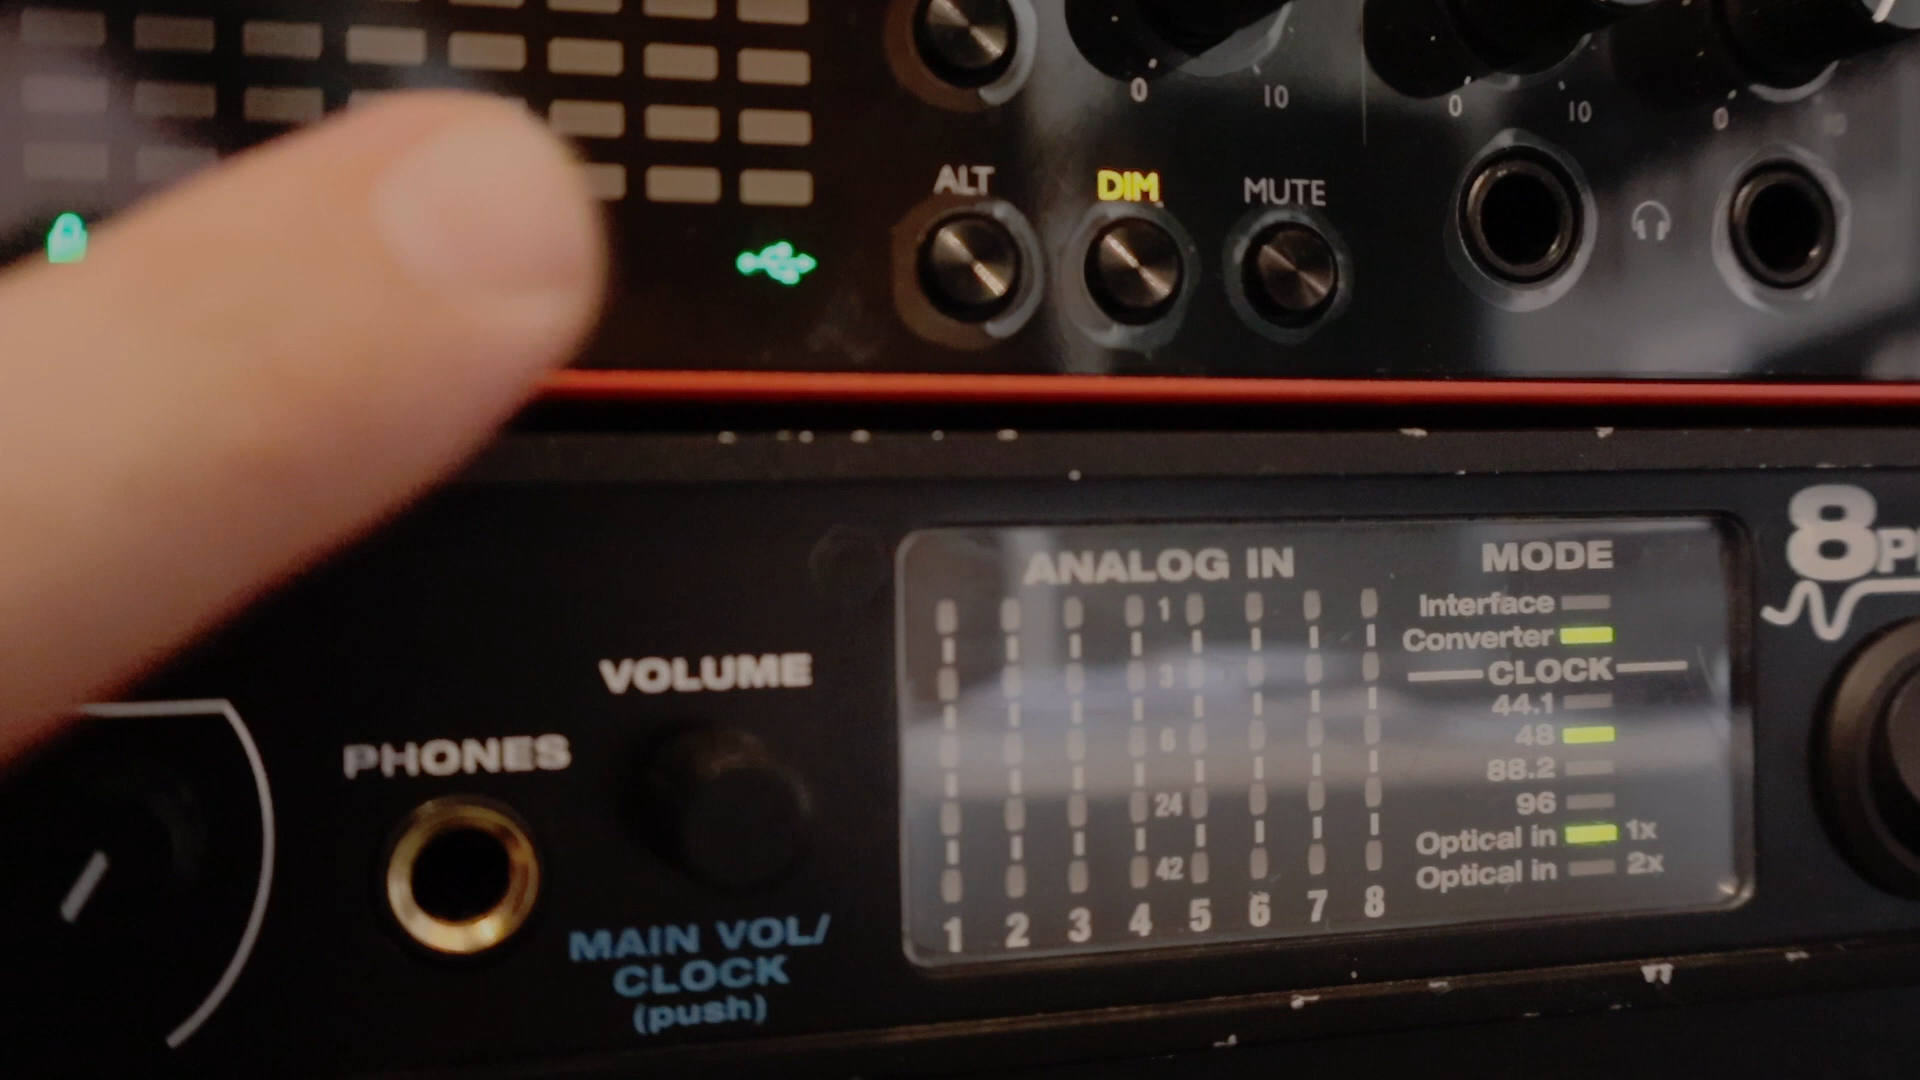 0 10 0 10 0
ALT DIM MUTE
ANALOG IN
1
3
6
24
42
1 2 3 4 5 6 7 8
MODE
Interface
Converter
CLOCK
44.1
48
88.2
96
Optical in 1x
Optical in 2x
8
VOLUME
PHONES
MAIN VOL/
CLOCK
(push)